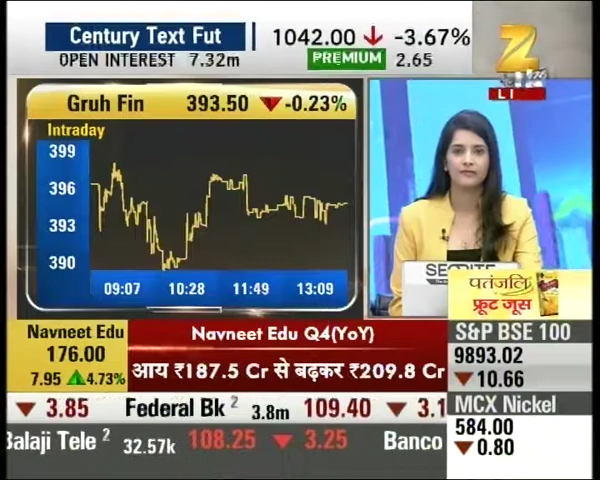 Century Text Fut 1042.00 -3.67%
OPEN INTEREST 7.32m PREMIUM 2.65
LI
Gruh Fin 393.50 -0.23%
Intraday
399
396
393
390
09:07 10:28 11:49 13:09
पतंजलि
फ्रूट जूस
Navneet Edu
176.00
7.95 4.73%
Navneet Edu Q4(YoY)
आय ₹187.5 Cr से बढ़कर ₹209.8 Cr
S&P BSE 100
9893.02
10.66
MCX Nickel
584.00
0.80
3.85 Federal Bk 2 3.8m 109.40 3.1
Balaji Tele 2 32.57k 108.25 3.25 Banco